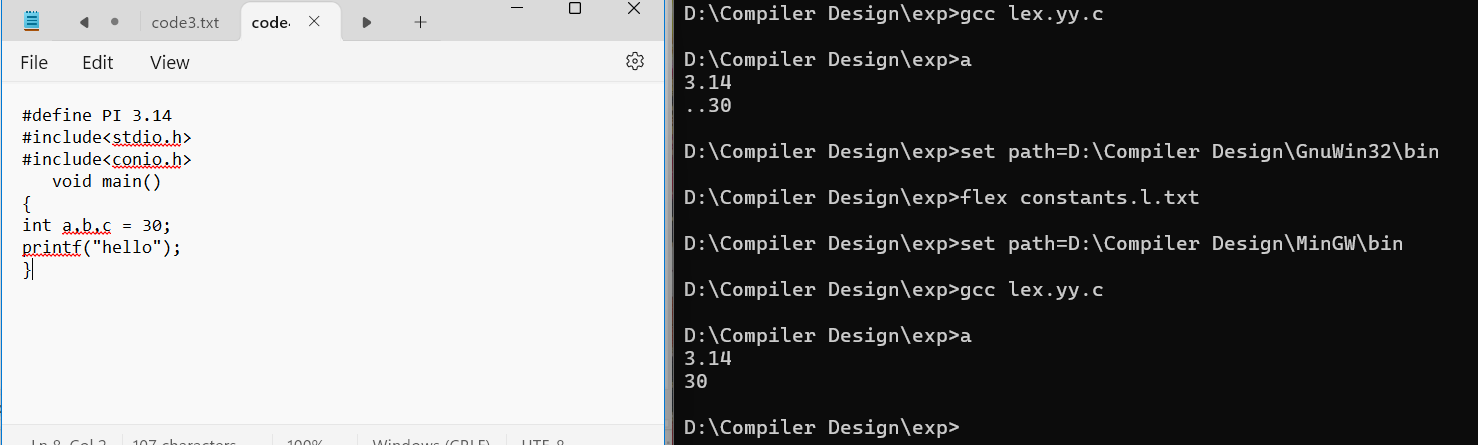 code3.txt
code
File Edit View
#define PI 3.14
#include<stdio.h>
#include<conio.h>
void main()
{
int a,b,c = 30;
printf("hello");
}
Ln 8, Col 2 107 characters 100% Windows (CRLF) UTF-8
D:\Compiler Design\exp>gcc lex.yy.c
D:\Compiler Design\exp>a
3.14
..30
D:\Compiler Design\exp>set path=D:\Compiler Design\GnuWin32\bin
D:\Compiler Design\exp>flex constants.l.txt
D:\Compiler Design\exp>set path=D:\Compiler Design\MinGW\bin
D:\Compiler Design\exp>gcc lex.yy.c
D:\Compiler Design\exp>a
3.14
30
D:\Compiler Design\exp>